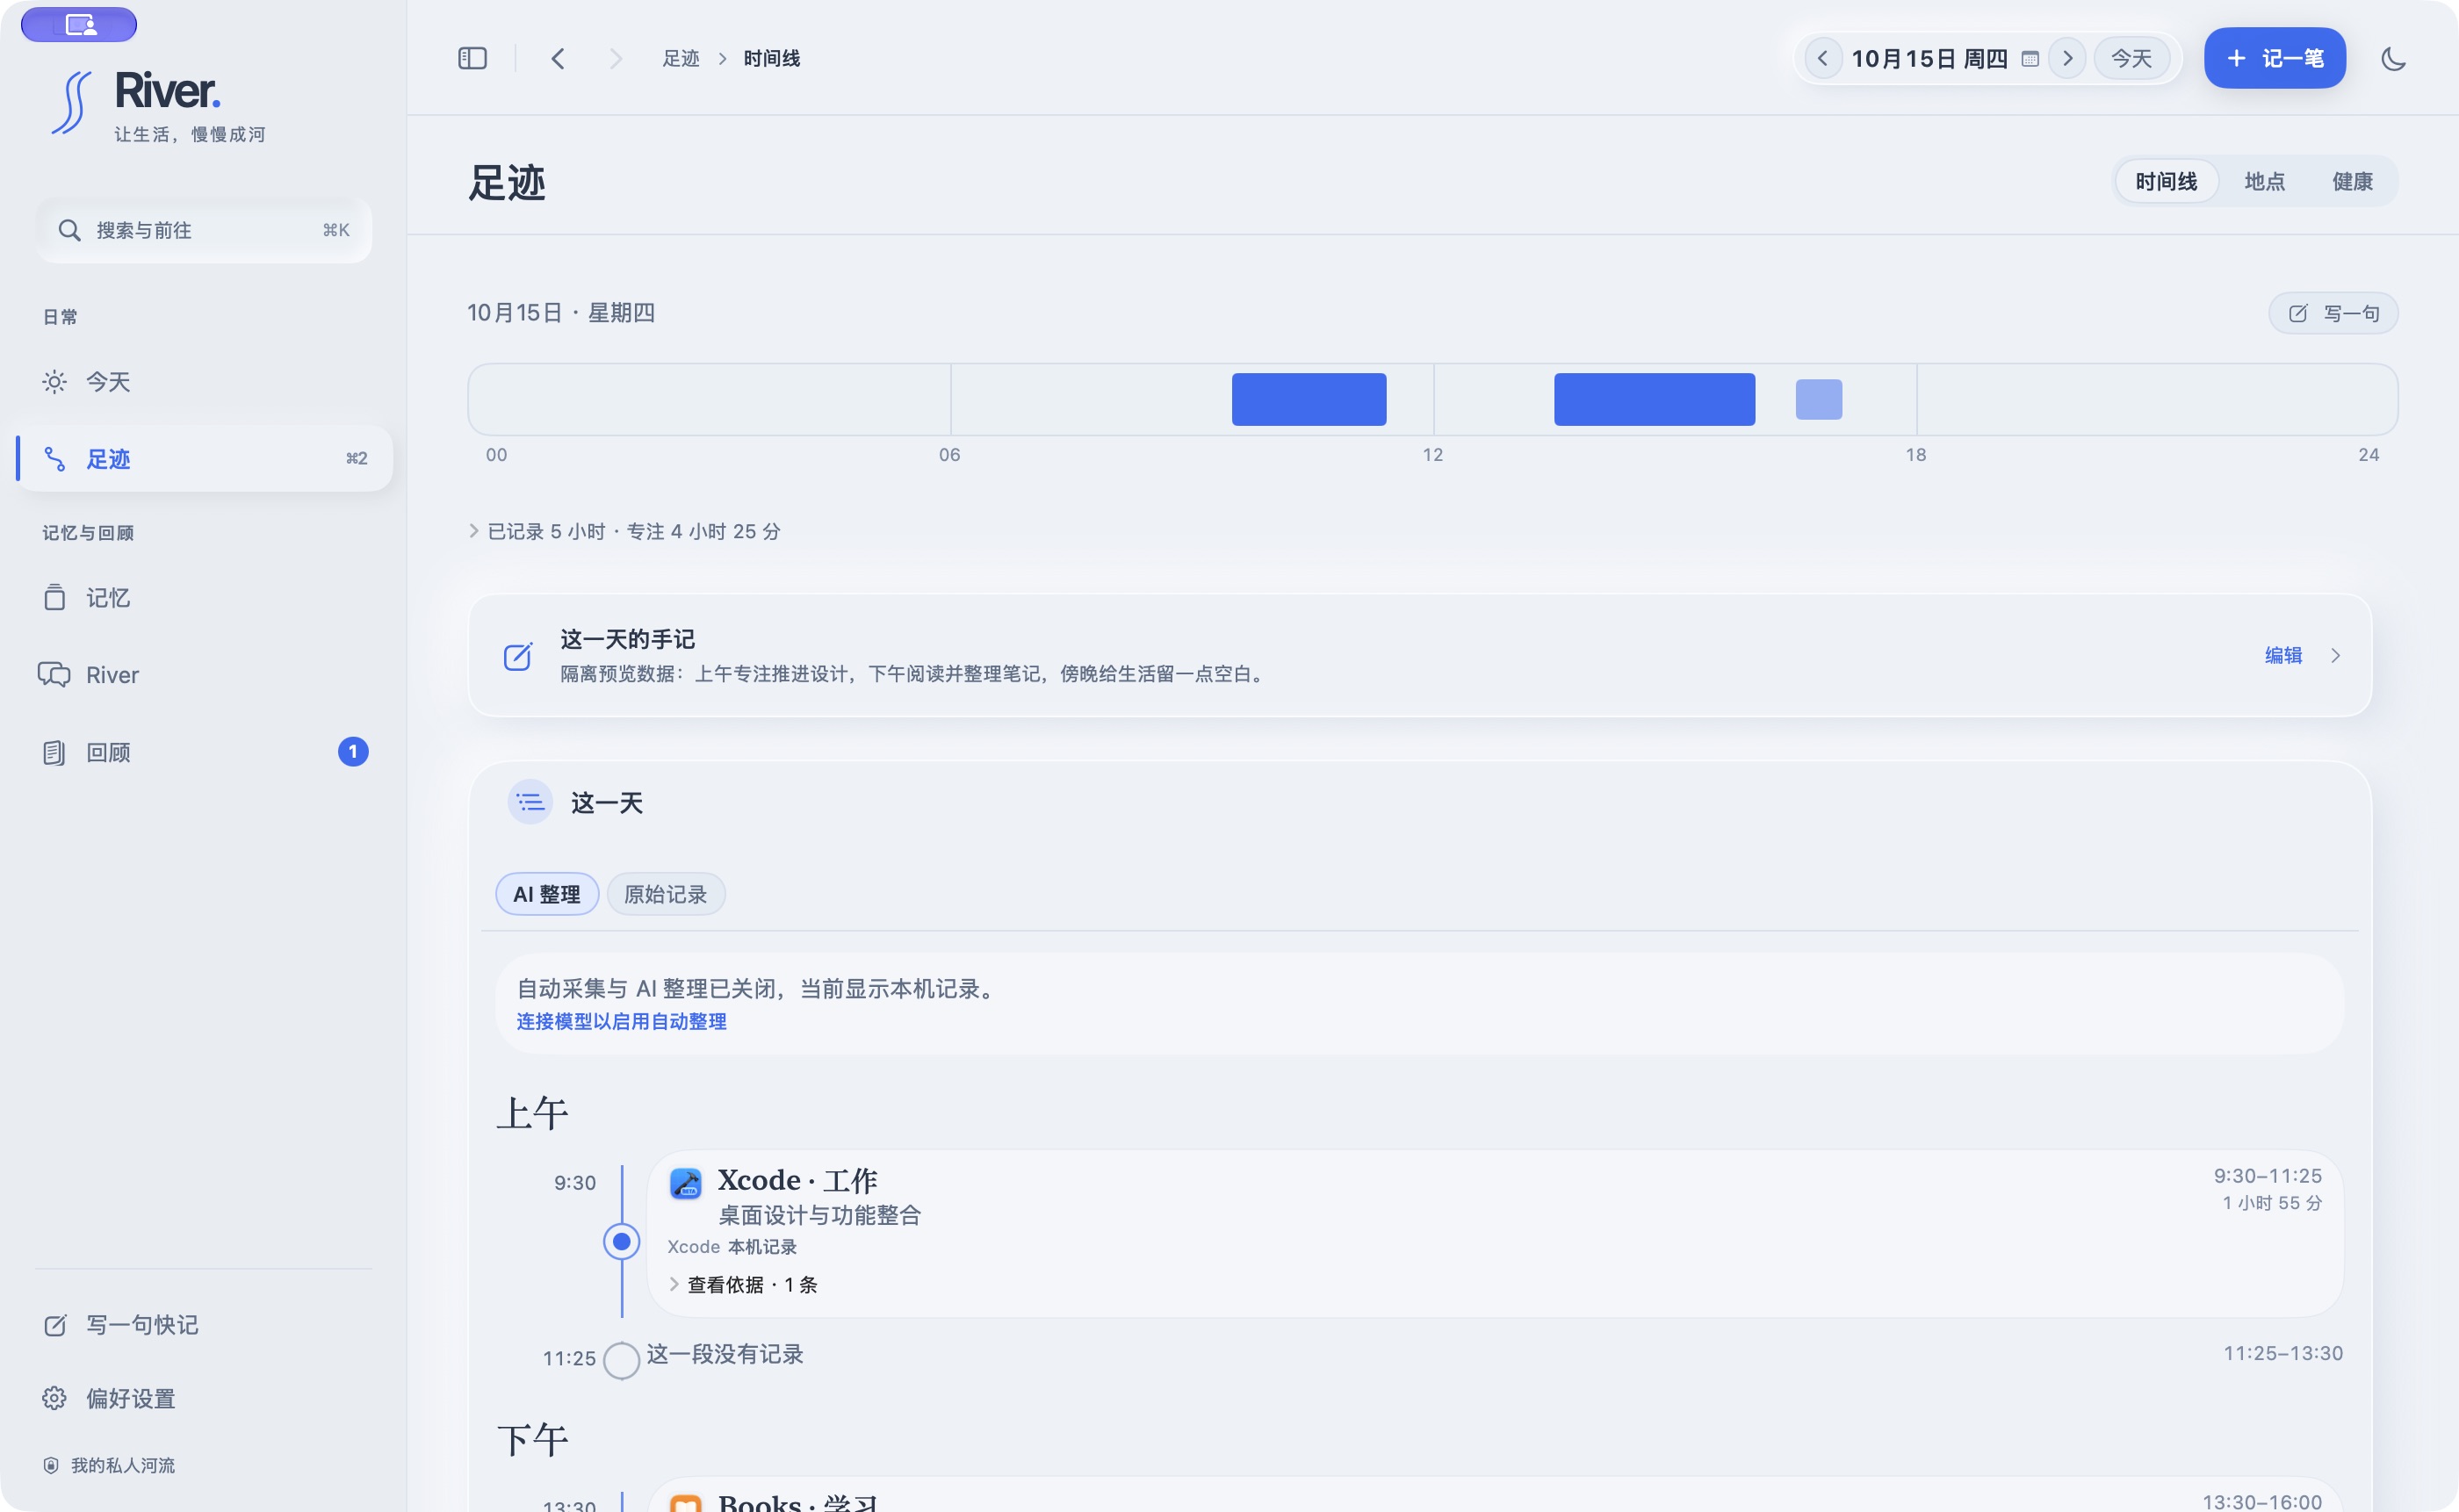 River.
让生活，慢慢成河
搜索与前往 ⌘K
日常
今天
足迹 ⌘2
记忆与回顾
记忆
River
回顾 1
写一句快记
偏好设置
我的私人河流
足迹 > 时间线
10月15日 周四 今天
+ 记一笔
足迹
时间线 地点 健康
10月15日 · 星期四
写一句
00 06 12 18 24
已记录 5 小时 · 专注 4 小时 25 分
这一天的手记
隔离预览数据：上午专注推进设计，下午阅读并整理笔记，傍晚给生活留一点空白。
编辑
这一天
AI 整理 原始记录
自动采集与 AI 整理已关闭，当前显示本机记录。
连接模型以启用自动整理
上午
9:30 Xcode · 工作 9:30–11:25
桌面设计与功能整合 1 小时 55 分
Xcode 本机记录
查看依据 · 1 条
11:25 这一段没有记录 11:25–13:30
下午
13:30 Books · 学习 13:30–16:00